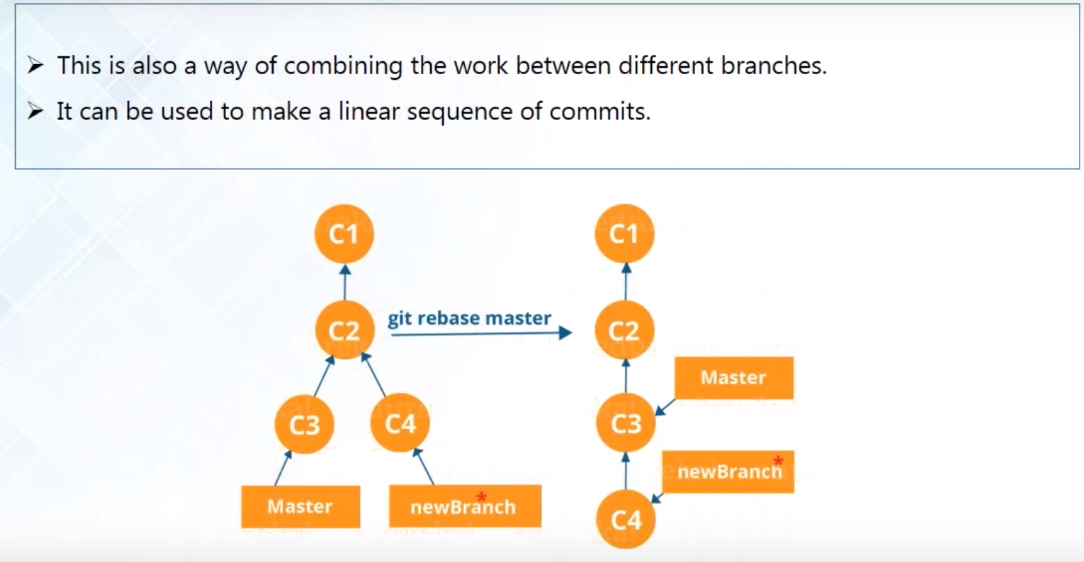 ➤ This is also a way of combining the work between different branches.
➤ It can be used to make a linear sequence of commits.
C1
C1
C2
git rebase master
C2
Master
C3
C4
C3
newBranch*
Master
newBranch*
C4